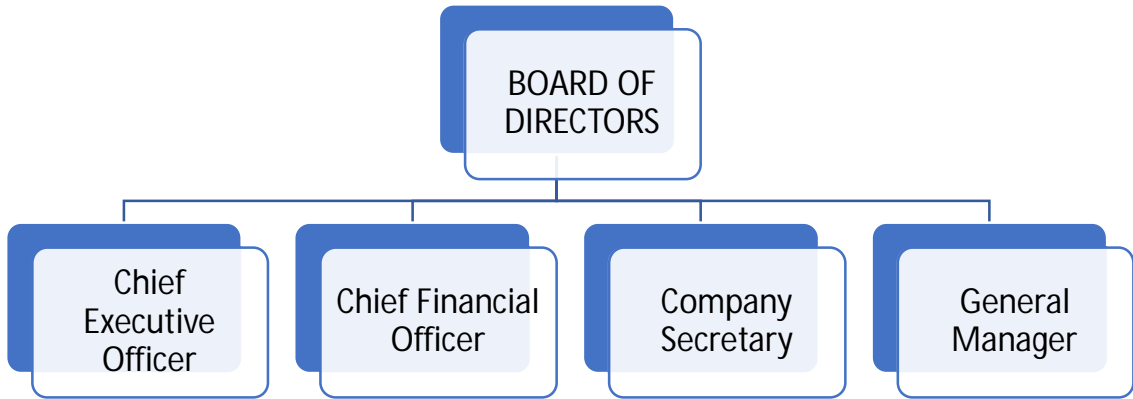 BOARD OF
DIRECTORS
Chief
Executive
Officer
Chief Financial
Officer
Company
Secretary
General
Manager